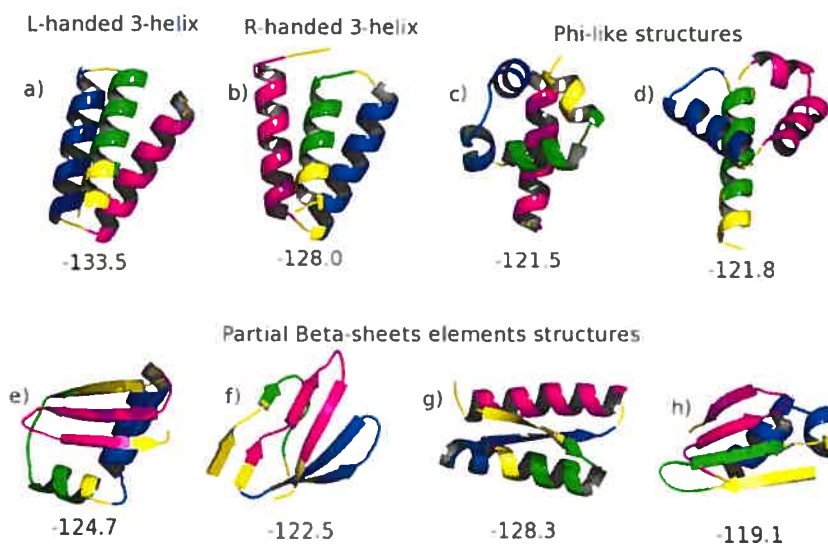 L-handed 3-helix
R-handed 3-helix
Phi-like structures
a)
b)
c)
d)
-133.5
-128.0
-121.5
-121.8
Partial Beta-sheets elements structures
e)
f)
g)
h)
-124.7
-122.5
-128.3
-119.1